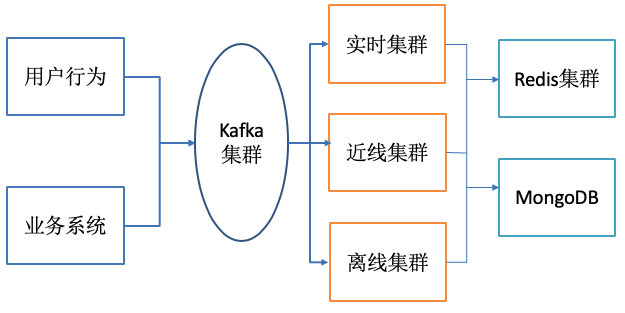 用户行为
业务系统
Kafka
集群
实时集群
近线集群
离线集群
Redis集群
MongoDB